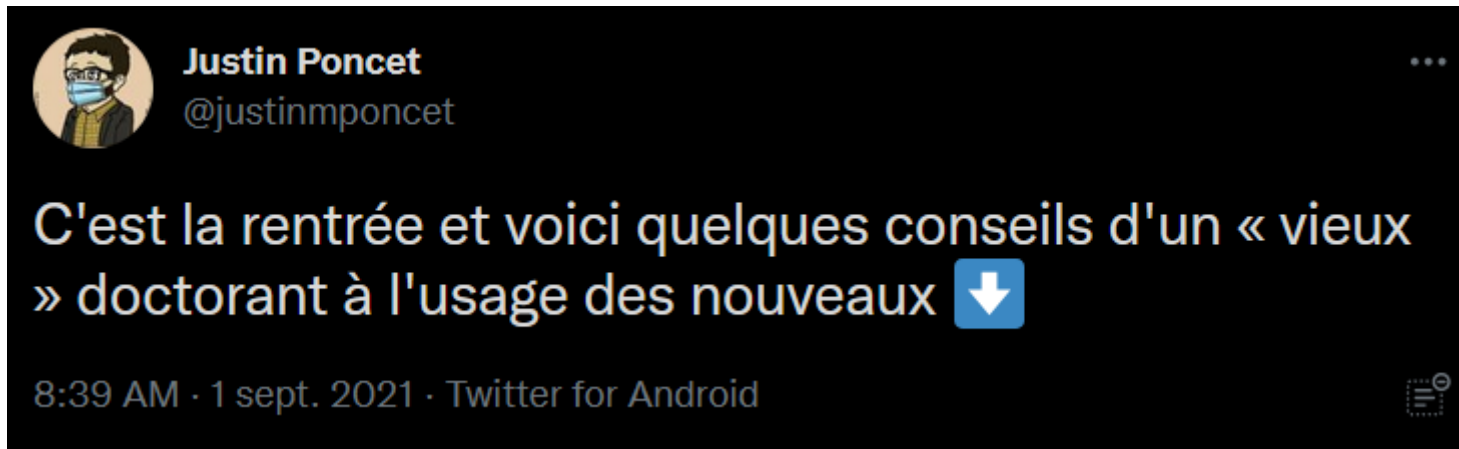 Justin Poncet
@justinmponcet
C'est la rentrée et voici quelques conseils d'un « vieux
» doctorant à l'usage des nouveaux ⬇️
8:39 AM · 1 sept. 2021 · Twitter for Android